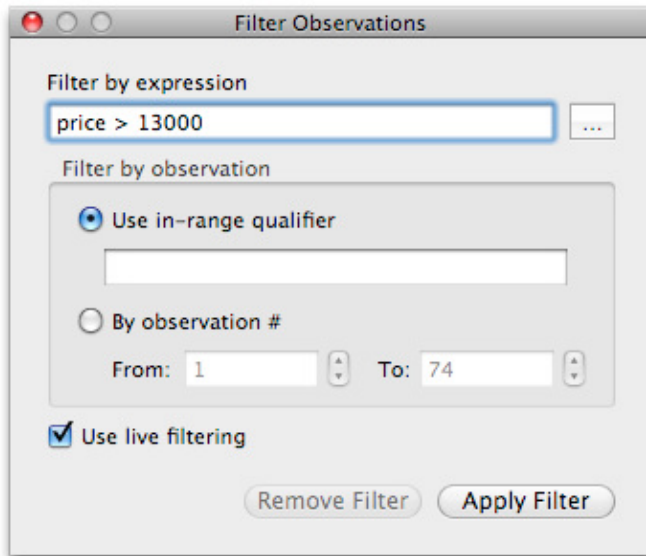 Filter Observations
Filter by expression
price > 13000
...
Filter by observation
Use in-range qualifier
By observation #
From: 1 To: 74
Use live filtering
Remove Filter Apply Filter